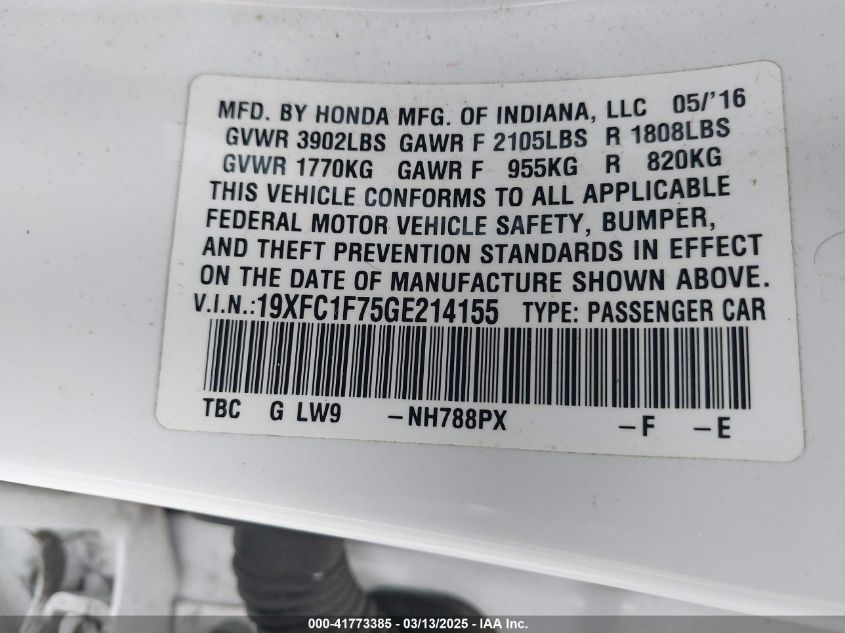 MFD. BY HONDA MFG. OF INDIANA, LLC 05/'16
GVWR 3902LBS GAWR F 2105LBS R 1808LBS
GVWR 1770KG GAWR F 955KG R 820KG
THIS VEHICLE CONFORMS TO ALL APPLICABLE
FEDERAL MOTOR VEHICLE SAFETY, BUMPER,
AND THEFT PREVENTION STANDARDS IN EFFECT
ON THE DATE OF MANUFACTURE SHOWN ABOVE.
V.I.N.:19XFC1F75GE214155 TYPE: PASSENGER CAR
TBC G LW9 -NH788PX -F -E
000-41773385 / 03/13/2025 - IAA Inc.